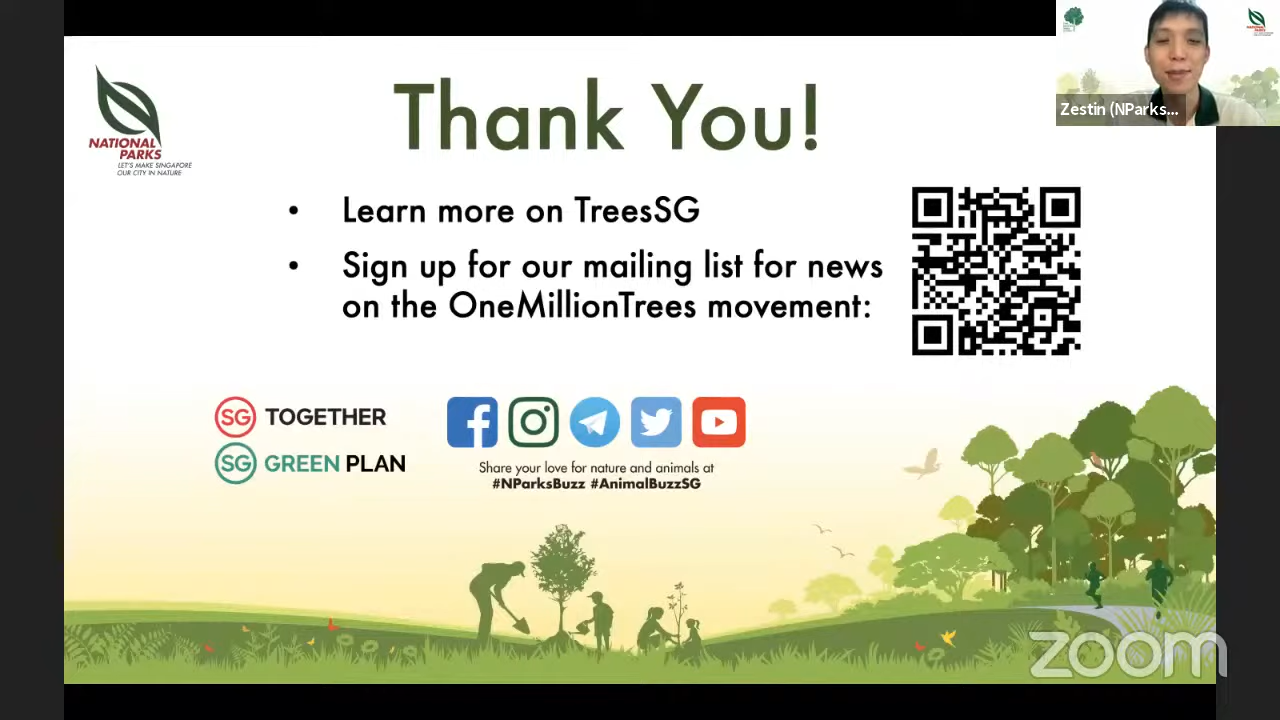 Thank You!
NATIONAL
PARKS
LET'S MAKE SINGAPORE
OUR CITY IN NATURE
• Learn more on TreesSG
• Sign up for our mailing list for news
on the OneMillionTrees movement:
Zestin (NParks...
SG TOGETHER
SG GREEN PLAN
Share your love for nature and animals at
#NParksBuzz #AnimalBuzzSG
zoom